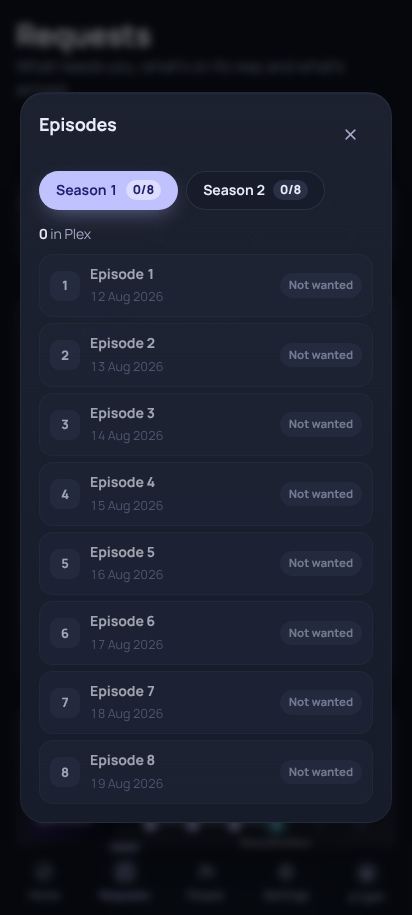 Requests
Episodes
Season 1 0/8
Season 2 0/8
0 in Plex
1
Episode 1
12 Aug 2026
Not wanted
2
Episode 2
13 Aug 2026
Not wanted
3
Episode 3
14 Aug 2026
Not wanted
4
Episode 4
15 Aug 2026
Not wanted
5
Episode 5
16 Aug 2026
Not wanted
6
Episode 6
17 Aug 2026
Not wanted
7
Episode 7
18 Aug 2026
Not wanted
8
Episode 8
19 Aug 2026
Not wanted